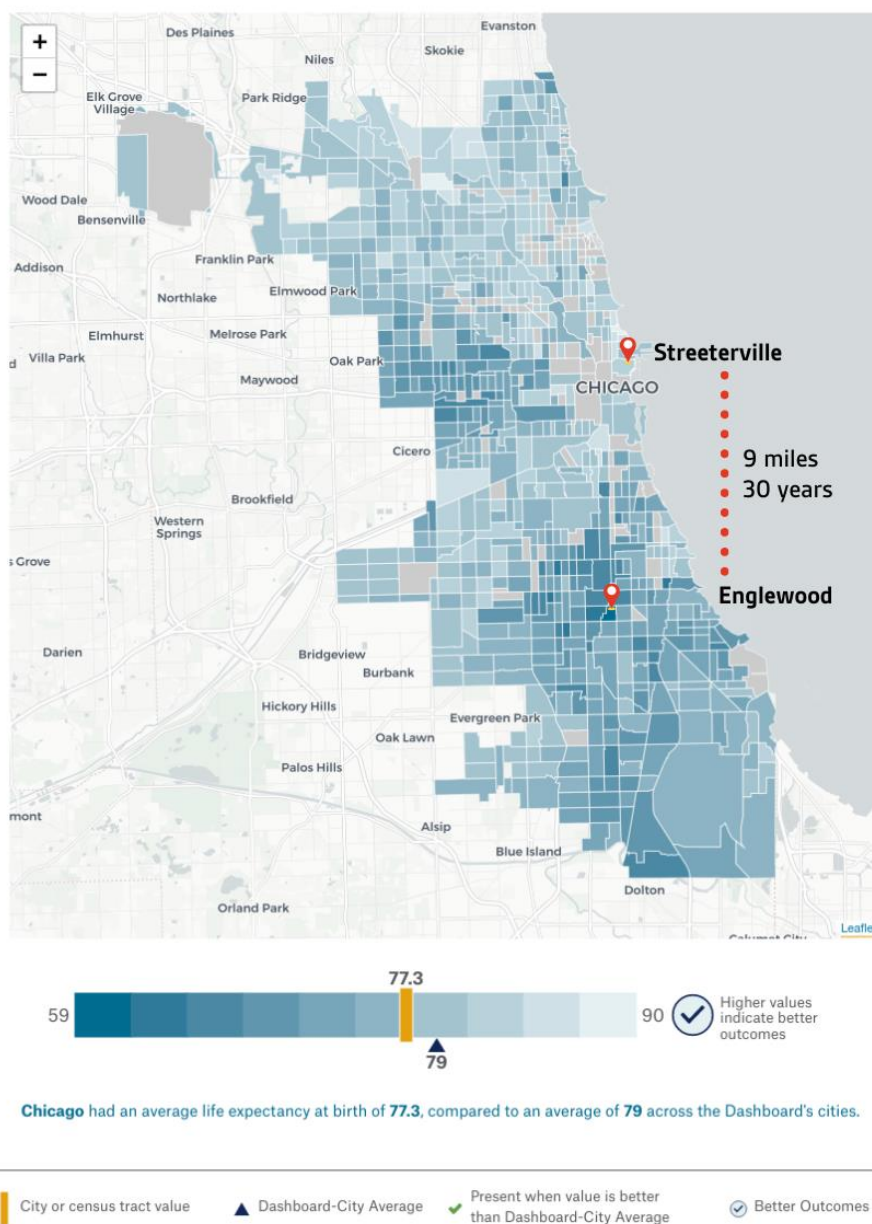 +
−
Evanston
Des Plaines
Skokie
Niles
Elk Grove
Village
Park Ridge
Wood Dale
Bensenville
Franklin Park
Addison
Northlake
Elmwood Park
Elmhurst
Melrose Park
d
Villa Park
Oak Park
Streeterville
Maywood
CHICAGO
Cicero
9 miles
30 years
Brookfield
Western
Springs
s Grove
Englewood
Darien
Bridgeview
Burbank
Hickory Hills
Evergreen Park
Oak Lawn
Palos Hills
mont
Alsip
Blue Island
Dolton
Orland Park
Leafle
Calumet City
77.3
59
90
Higher values
indicate better
outcomes
79
Chicago had an average life expectancy at birth of 77.3, compared to an average of 79 across the Dashboard's cities.
City or census tract value
Dashboard-City Average
Present when value is better
than Dashboard-City Average
Better Outcomes